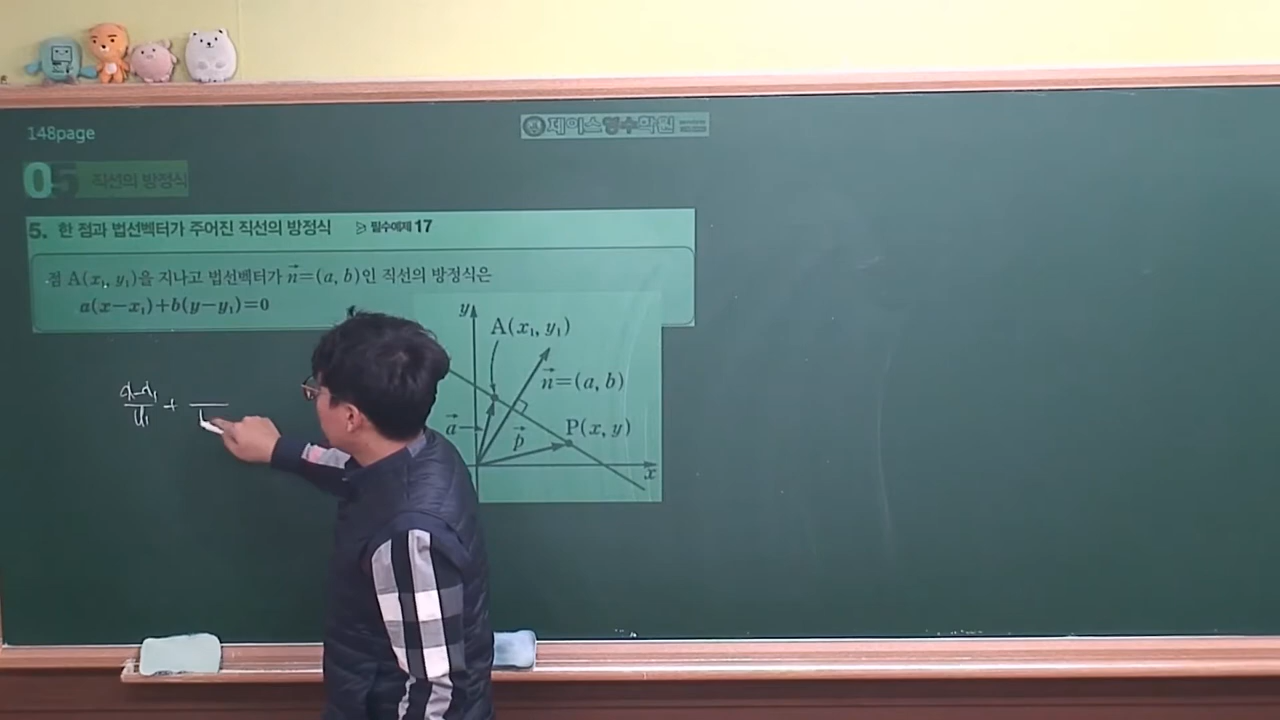 148page
제이스영수학원
05 직선의 방정식
5. 한 점과 법선벡터가 주어진 직선의 방정식 ▷ 필수예제 17
점 A(x₁, y₁)을 지나고 법선벡터가 n⃗=(a, b)인 직선의 방정식은
a(x−x₁)+b(y−y₁)=0
y
A(x₁, y₁)
n⃗=(a, b)
a⃗
p⃗
P(x, y)
x
x-x₁
u₁
+